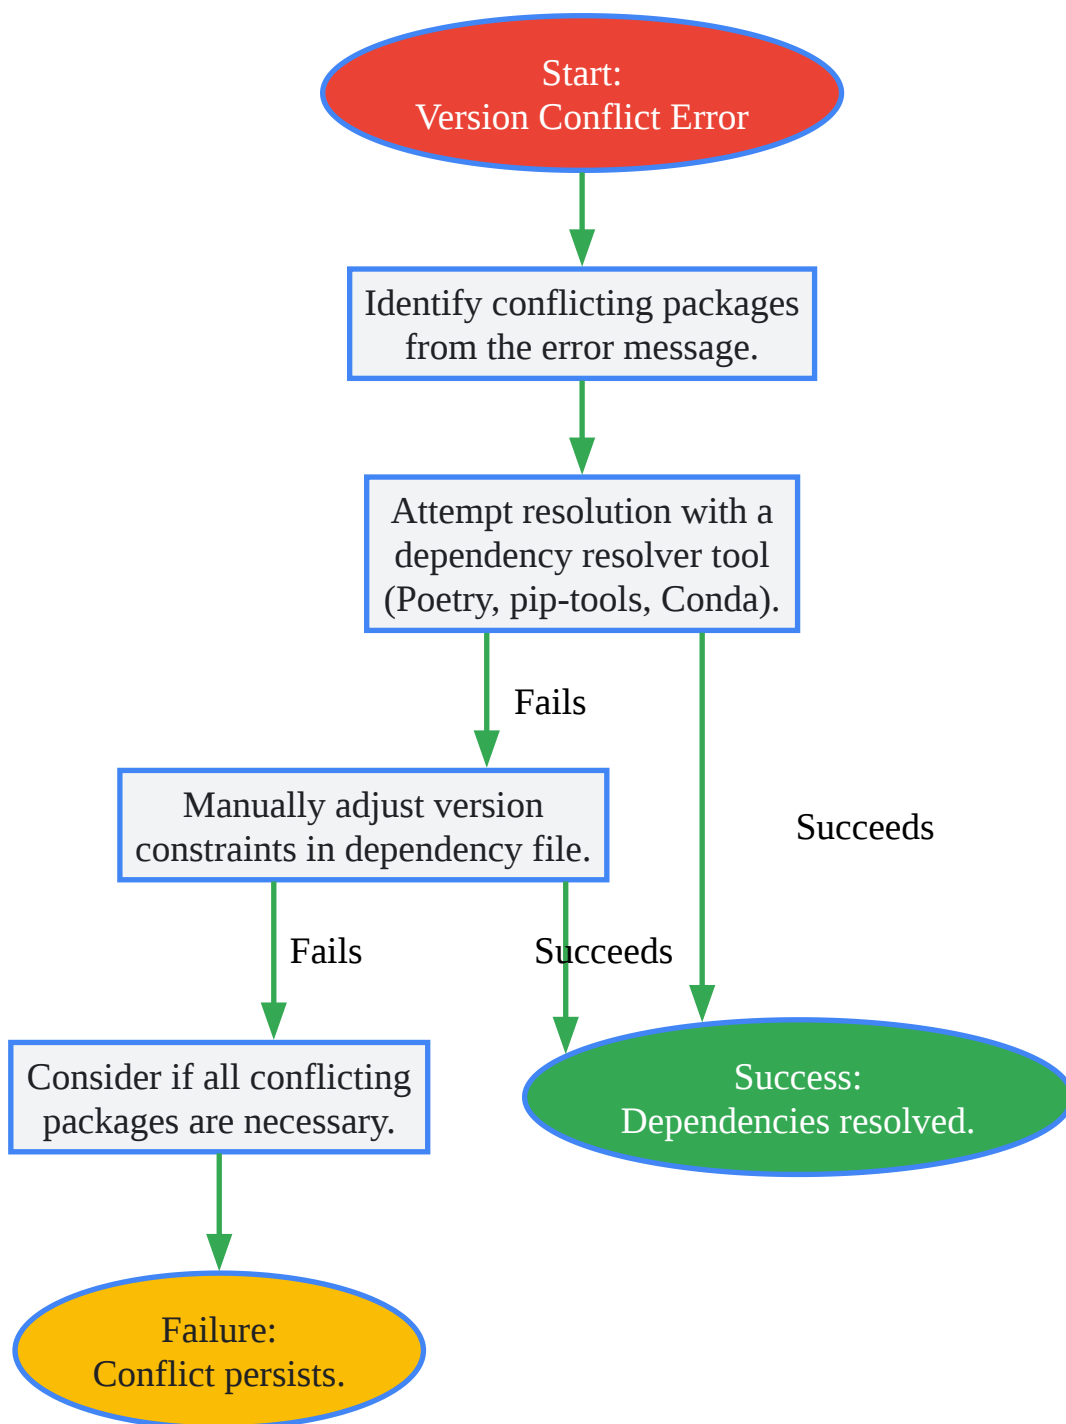 Start:
Version Conflict Error
Identify conflicting packages
from the error message.
Attempt resolution with a
dependency resolver tool
(Poetry, pip-tools, Conda).
Fails
Manually adjust version
constraints in dependency file.
Succeeds
Fails
Succeeds
Consider if all conflicting
packages are necessary.
Success:
Dependencies resolved.
Failure:
Conflict persists.